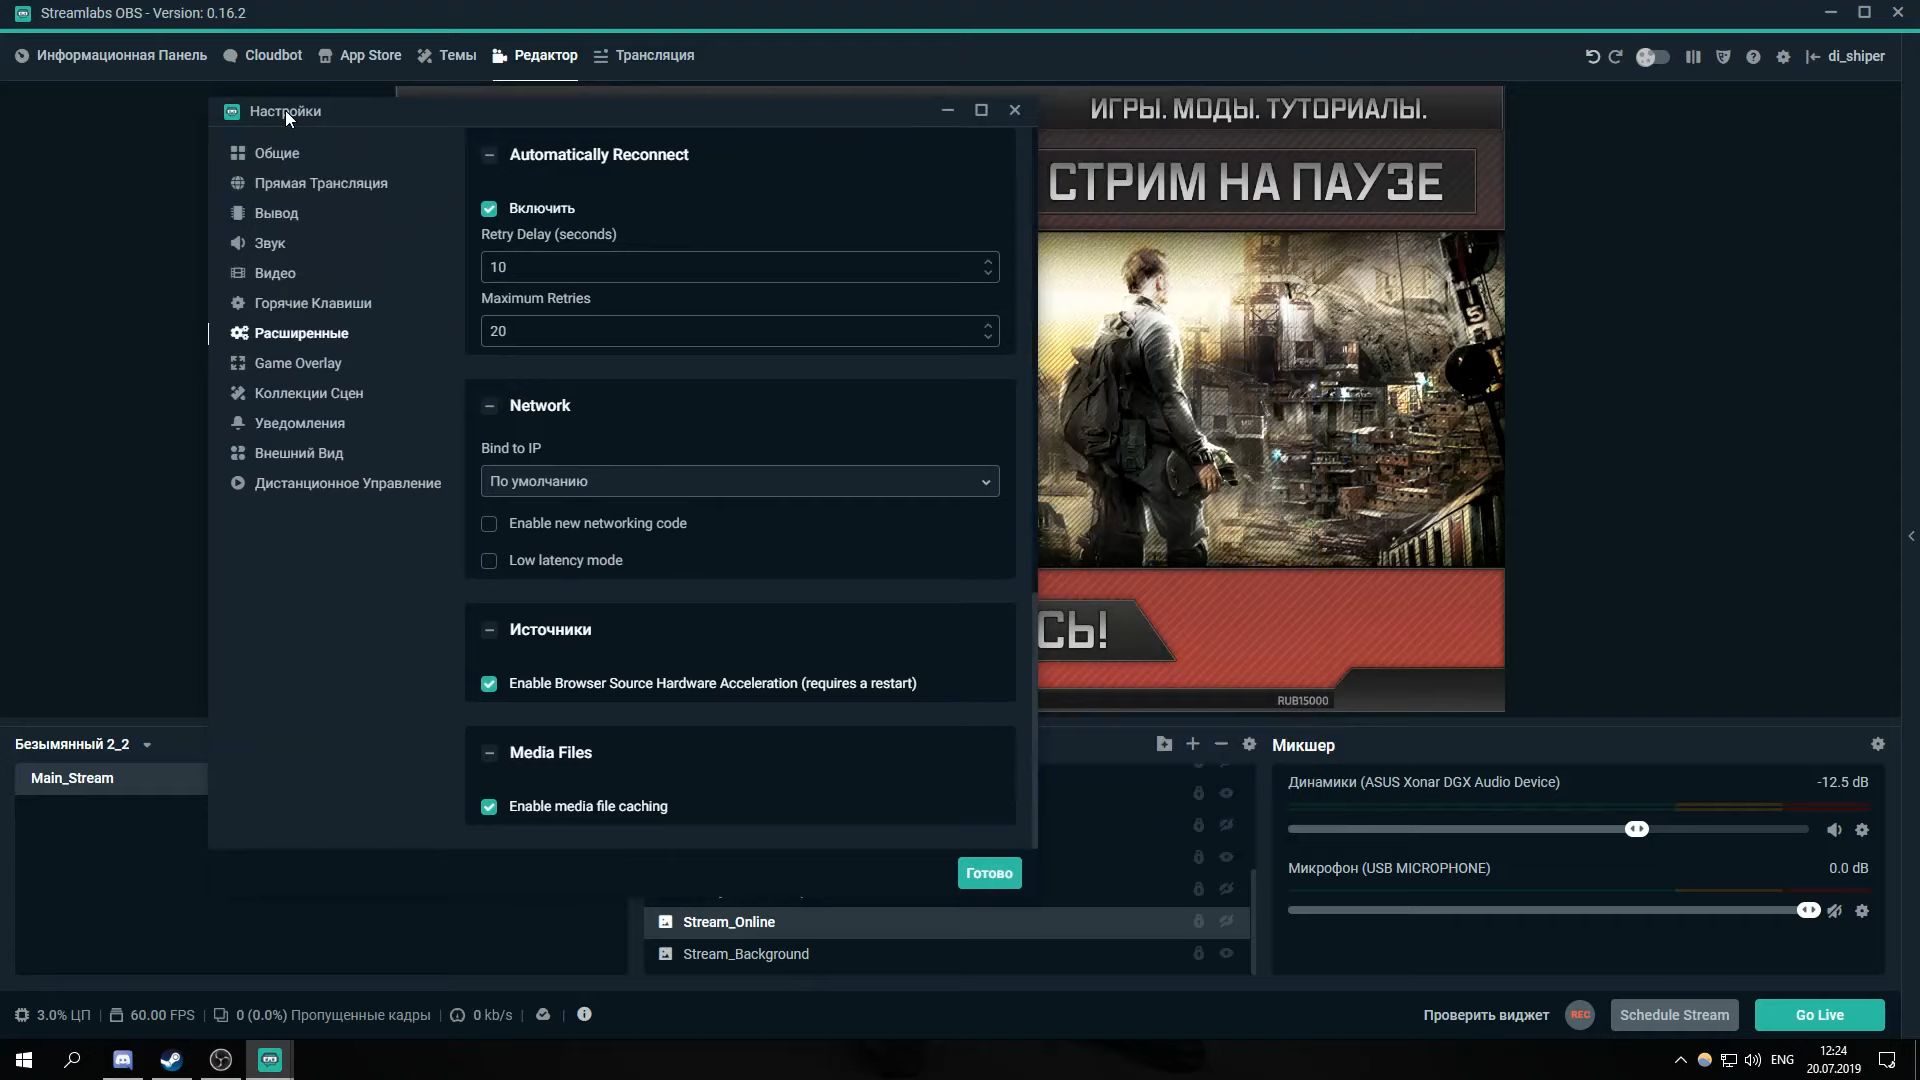 Streamlabs OBS - Version: 0.16.2
Информационная Панель
Cloudbot
App Store
Темы
Редактор
Трансляция
di_shiper
Настройки
Общие
Прямая Трансляция
Вывод
Звук
Видео
Горячие Клавиши
Расширенные
Game Overlay
Коллекции Сцен
Уведомления
Внешний Вид
Дистанционное Управление
Automatically Reconnect
Включить
Retry Delay (seconds)
10
Maximum Retries
20
Network
Bind to IP
По умолчанию
Enable new networking code
Low latency mode
Источники
Enable Browser Source Hardware Acceleration (requires a restart)
Media Files
Enable media file caching
Готово
ИГРЫ. МОДЫ. ТУТОРИАЛЫ.
СТРИМ НА ПАУЗЕ
15
СЬ!
RUB15000
Безымянный 2_2
Main_Stream
Stream_Online
Stream_Background
Микшер
Динамики (ASUS Xonar DGX Audio Device)
-12.5 dB
Микрофон (USB MICROPHONE)
0.0 dB
3.0% ЦП
60.00 FPS
0 (0.0%) Пропущенные кадры
0 kb/s
Проверить виджет
REC
Schedule Stream
Go Live
ENG
12:24
20.07.2019